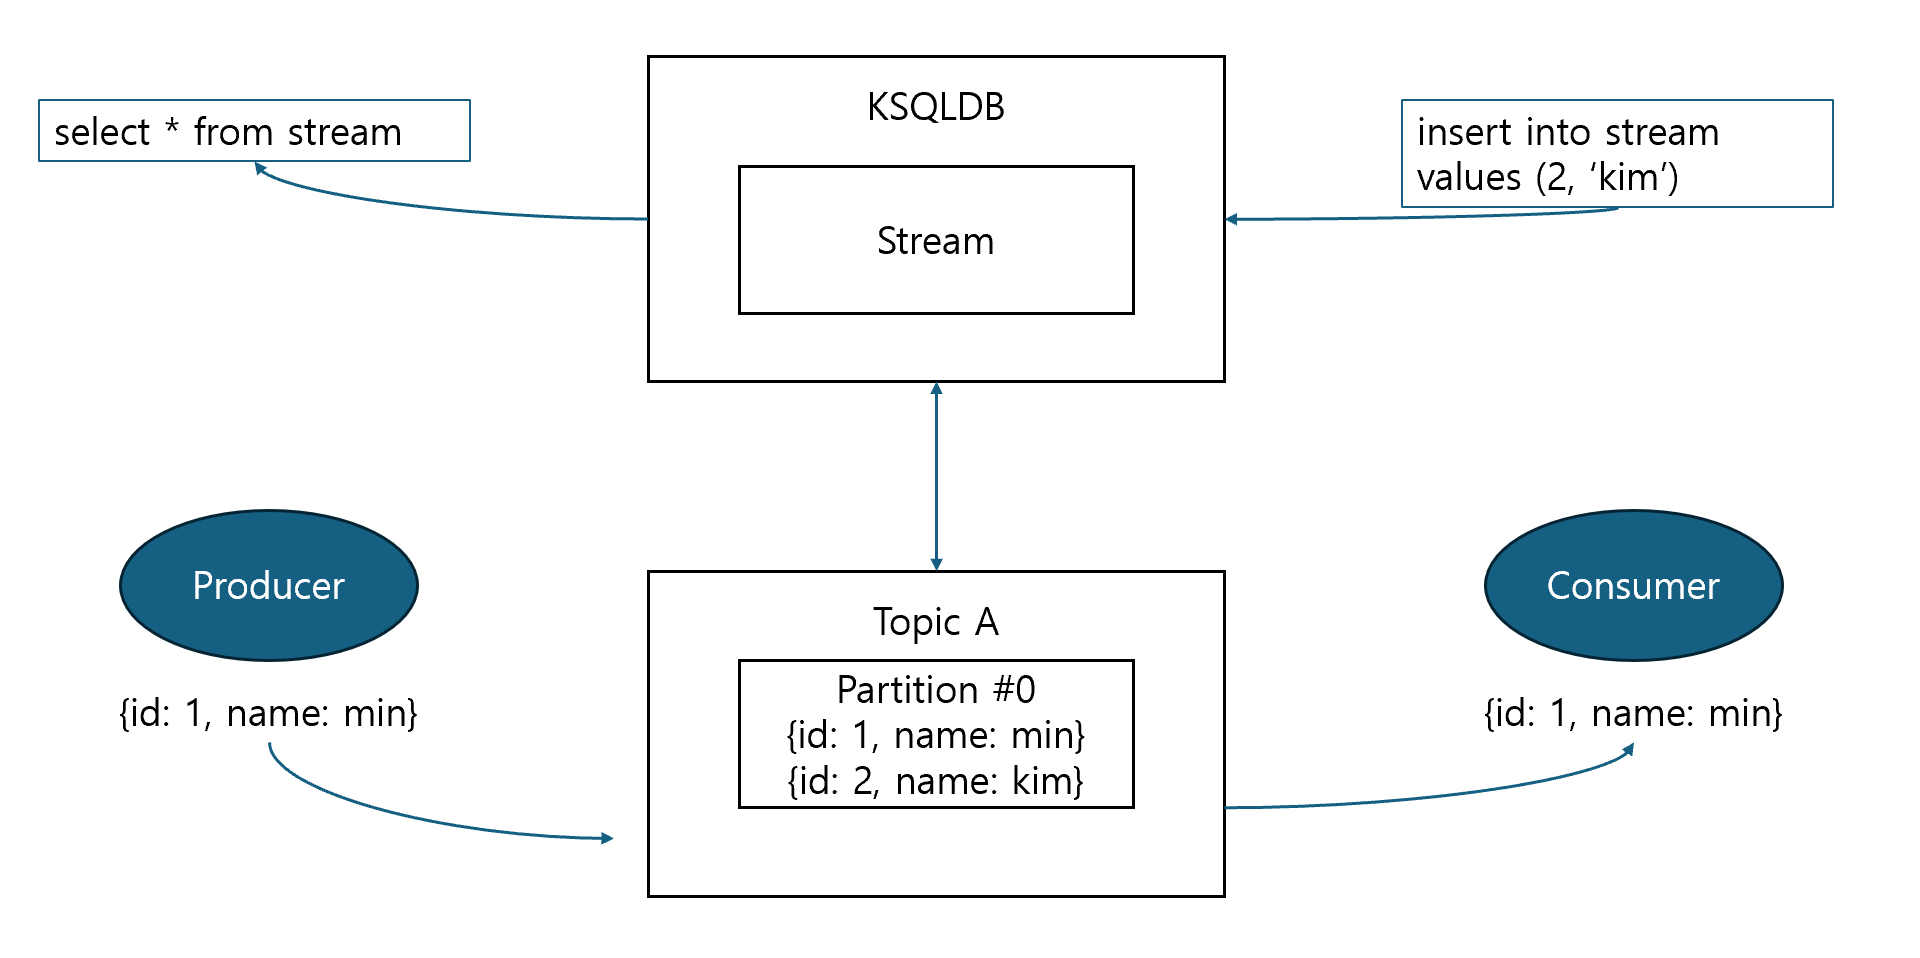 KSQLDB
select * from stream
insert into stream
values (2, ‘kim’)
Stream
Producer
Consumer
Topic A
Partition #0
{id: 1, name: min}
{id: 2, name: kim}
{id: 1, name: min}
{id: 1, name: min}